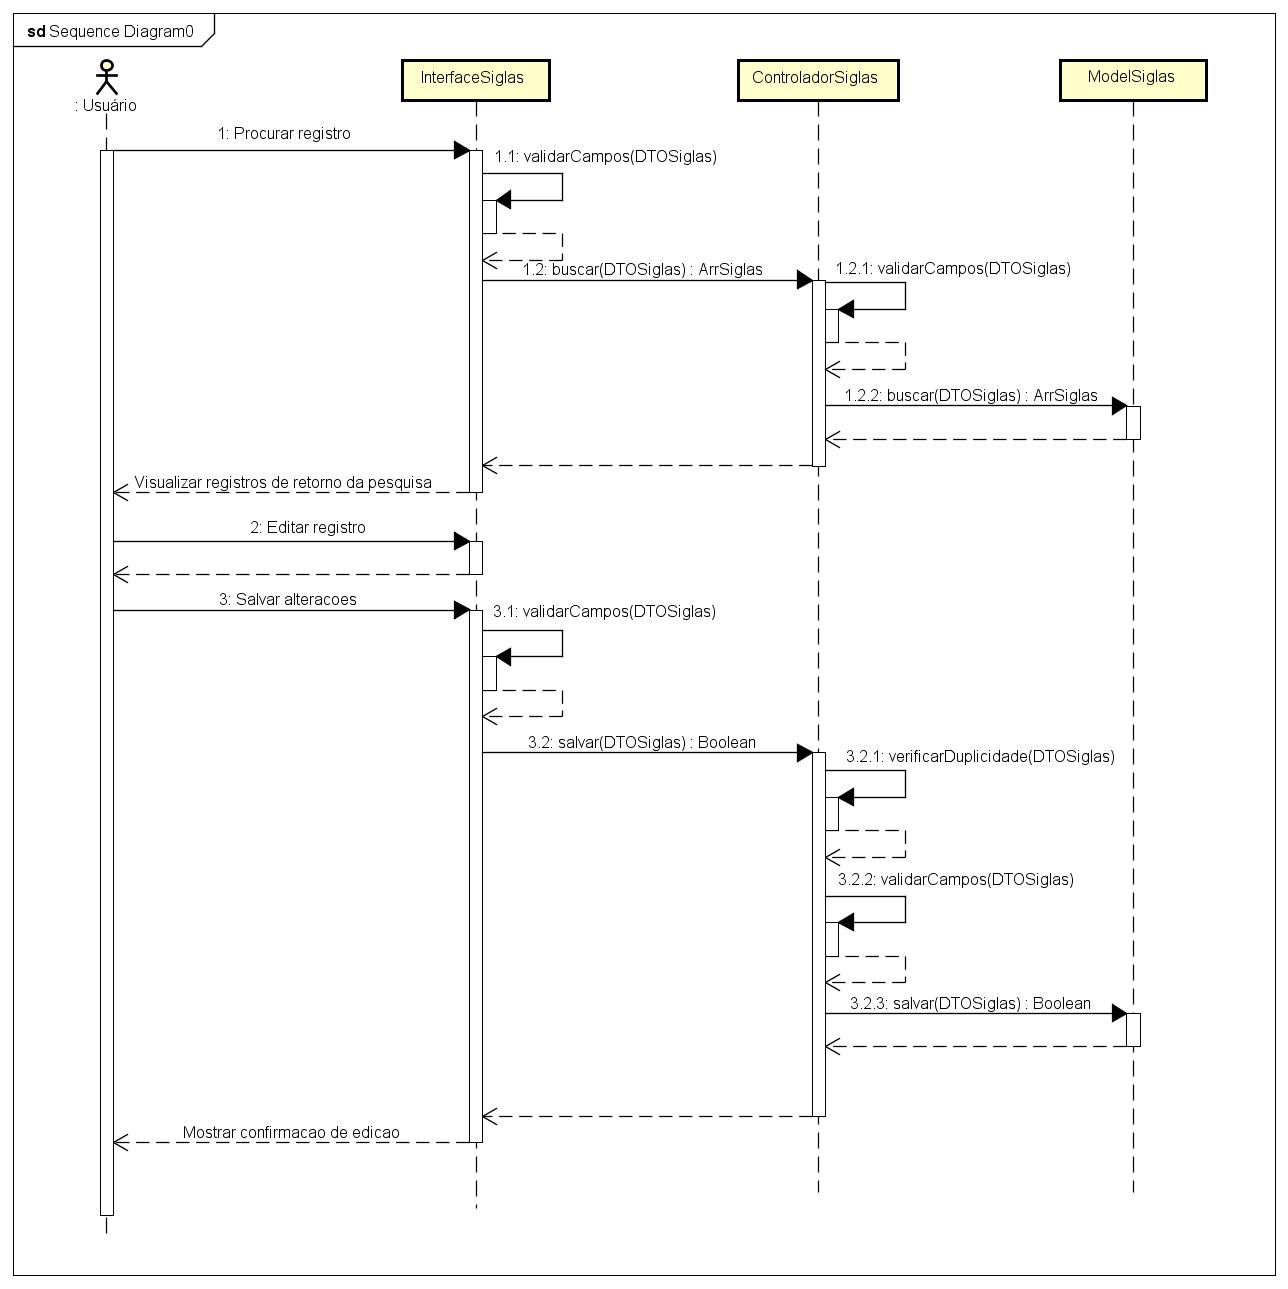 sd Sequence Diagram0
: Usuário
InterfaceSiglas
ControladorSiglas
ModelSiglas
1: Procurar registro
1.1: validarCampos(DTOSiglas)
1.2: buscar(DTOSiglas) : ArrSiglas
1.2.1: validarCampos(DTOSiglas)
1.2.2: buscar(DTOSiglas) : ArrSiglas
Visualizar registros de retorno da pesquisa
2: Editar registro
3: Salvar alteracoes
3.1: validarCampos(DTOSiglas)
3.2: salvar(DTOSiglas) : Boolean
3.2.1: verificarDuplicidade(DTOSiglas)
3.2.2: validarCampos(DTOSiglas)
3.2.3: salvar(DTOSiglas) : Boolean
Mostrar confirmacao de edicao